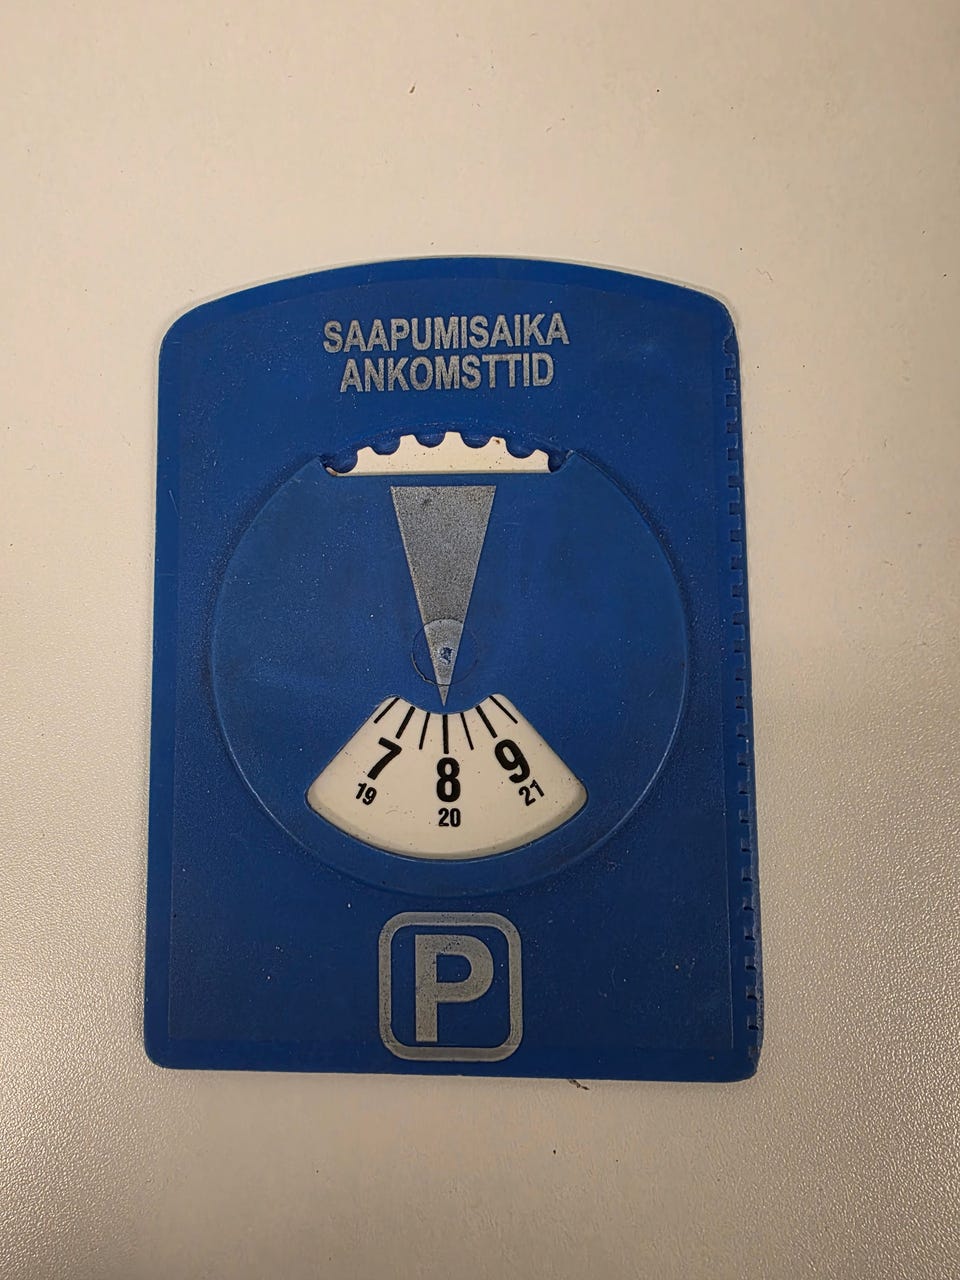 SAAPUMISAIKA
ANKOMSTTID
7 8 9
19 20 21
P